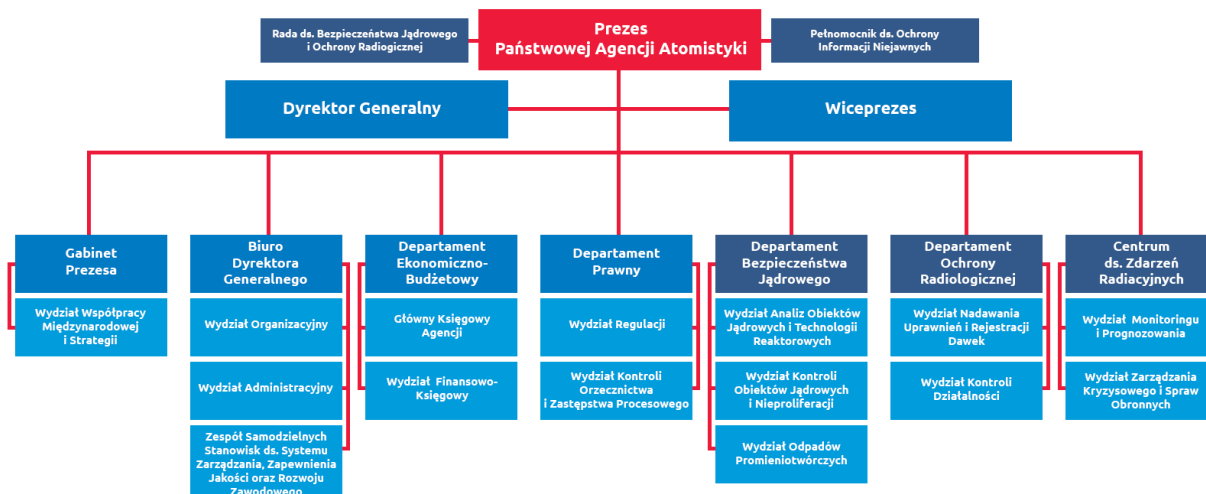 Rada ds. Bezpieczeństwa Jądrowego
i Ochrony Radiogicznej
Prezes
Państwowej Agencji Atomistyki
Pełnomocnik ds. Ochrony
Informacji Niejawnych
Dyrektor Generalny
Wiceprezes
Gabinet
Prezesa
Wydział Współpracy
Międzynarodowej
i Strategii
Biuro
Dyrektora
Generalnego
Wydział Organizacyjny
Wydział Administracyjny
Zespół Samodzielnych
Stanowisk ds. Systemu
Zarządzania, Zapewnienia
Jakości oraz Rozwoju
Zawodowego
Departament
Ekonomiczno-
Budżetowy
Główny Księgowy
Agencji
Wydział Finansowo-
Księgowy
Departament
Prawny
Wydział Regulacji
Wydział Kontroli
Orzecznictwa
i Zastępstwa Procesowego
Departament
Bezpieczeństwa
Jądrowego
Wydział Analiz Obiektów
Jądrowych i Technologii
Reaktorowych
Wydział Kontroli
Obiektów Jądrowych
i Nieproliferacji
Wydział Odpadów
Promieniotwórczych
Departament
Ochrony
Radiologicznej
Wydział Nadawania
Uprawnień i Rejestracji
Dawek
Wydział Kontroli
Działalności
Centrum
ds. Zdarzeń
Radiacyjnych
Wydział Monitoringu
i Prognozowania
Wydział Zarządzania
Kryzysowego i Spraw
Obronnych